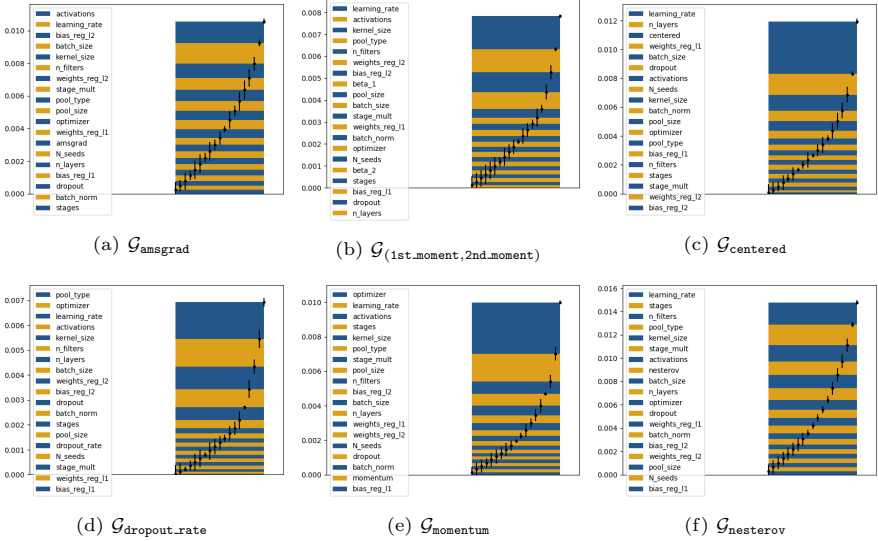 0.010
0.008
0.006
0.004
0.002
0.000
activations
learning_rate
bias_reg_l2
batch_size
kernel_size
n_filters
weights_reg_l2
stage_mult
pool_type
pool_size
optimizer
weights_reg_l1
amsgrad
N_seeds
n_layers
bias_reg_l1
dropout
batch_norm
stages
(a) 𝒢amsgrad
0.008
0.007
0.006
0.005
0.004
0.003
0.002
0.001
0.000
learning_rate
activations
kernel_size
pool_type
n_filters
weights_reg_l2
bias_reg_l2
beta_1
pool_size
batch_size
stage_mult
weights_reg_l1
batch_norm
optimizer
N_seeds
beta_2
stages
bias_reg_l1
dropout
n_layers
(b) 𝒢(1st_moment,2nd_moment)
0.012
0.010
0.008
0.006
0.004
0.002
0.000
learning_rate
n_layers
centered
weights_reg_l1
batch_size
dropout
activations
N_seeds
kernel_size
batch_norm
pool_size
optimizer
pool_type
bias_reg_l1
n_filters
stages
stage_mult
weights_reg_l2
bias_reg_l2
(c) 𝒢centered
0.007
0.006
0.005
0.004
0.003
0.002
0.001
0.000
pool_type
optimizer
learning_rate
activations
kernel_size
n_filters
n_layers
batch_size
weights_reg_l2
bias_reg_l2
dropout
batch_norm
stages
pool_size
dropout_rate
N_seeds
stage_mult
weights_reg_l1
bias_reg_l1
(d) 𝒢dropout_rate
0.010
0.008
0.006
0.004
0.002
0.000
optimizer
learning_rate
activations
stages
kernel_size
pool_type
stage_mult
pool_size
n_filters
bias_reg_l2
batch_size
n_layers
weights_reg_l1
weights_reg_l2
N_seeds
dropout
batch_norm
momentum
bias_reg_l1
(e) 𝒢momentum
0.016
0.014
0.012
0.010
0.008
0.006
0.004
0.002
0.000
learning_rate
stages
n_filters
pool_type
kernel_size
stage_mult
activations
nesterov
batch_size
n_layers
optimizer
dropout
weights_reg_l1
batch_norm
bias_reg_l2
weights_reg_l2
pool_size
N_seeds
bias_reg_l1
(f) 𝒢nesterov